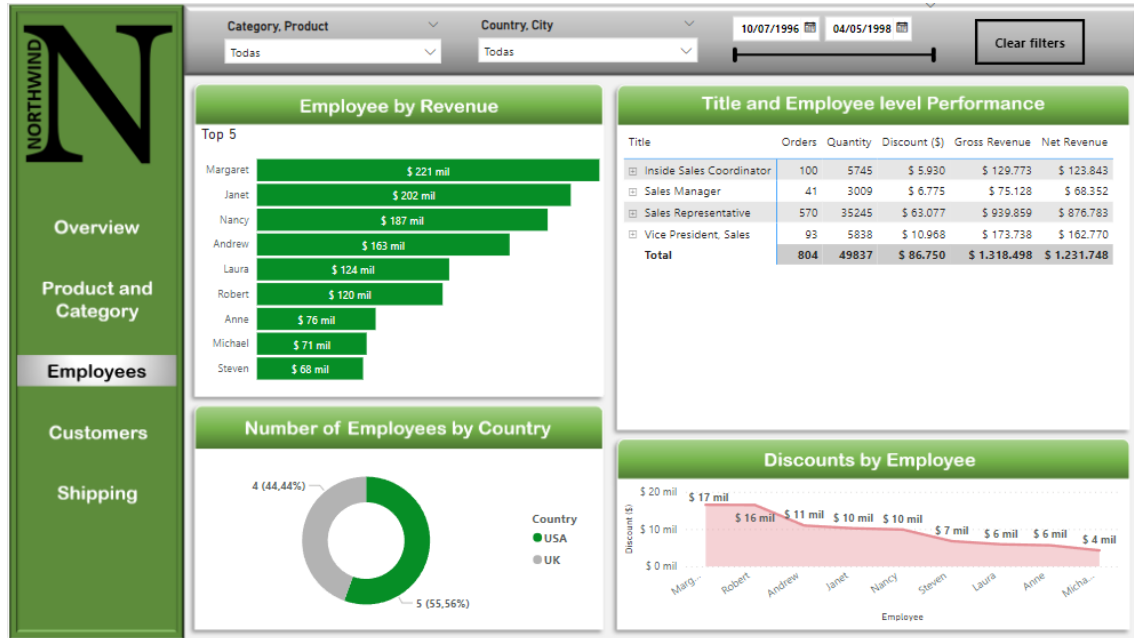 NORTHWIND
N
Overview
Product and
Category
Employees
Customers
Shipping
Category, Product
Todas
Country, City
Todas
10/07/1996
04/05/1998
Clear filters
Employee by Revenue
Top 5
Margaret $ 221 mil
Janet $ 202 mil
Nancy $ 187 mil
Andrew $ 163 mil
Laura $ 124 mil
Robert $ 120 mil
Anne $ 76 mil
Michael $ 71 mil
Steven $ 68 mil
Title and Employee level Performance
Title Orders Quantity Discount ($) Gross Revenue Net Revenue
Inside Sales Coordinator 100 5745 $ 5.930 $ 129.773 $ 123.843
Sales Manager 41 3009 $ 6.775 $ 75.128 $ 68.352
Sales Representative 570 35245 $ 63.077 $ 939.859 $ 876.783
Vice President, Sales 93 5838 $ 10.968 $ 173.738 $ 162.770
Total 804 49837 $ 86.750 $ 1.318.498 $ 1.231.748
Number of Employees by Country
4 (44,44%)
5 (55,56%)
Country
USA
UK
Discounts by Employee
Discount ($)
$ 20 mil
$ 10 mil
$ 0 mil
$ 17 mil
$ 16 mil
$ 11 mil
$ 10 mil
$ 10 mil
$ 7 mil
$ 6 mil
$ 6 mil
$ 4 mil
Marg...
Robert
Andrew
Janet
Nancy
Steven
Laura
Anne
Micha...
Employee